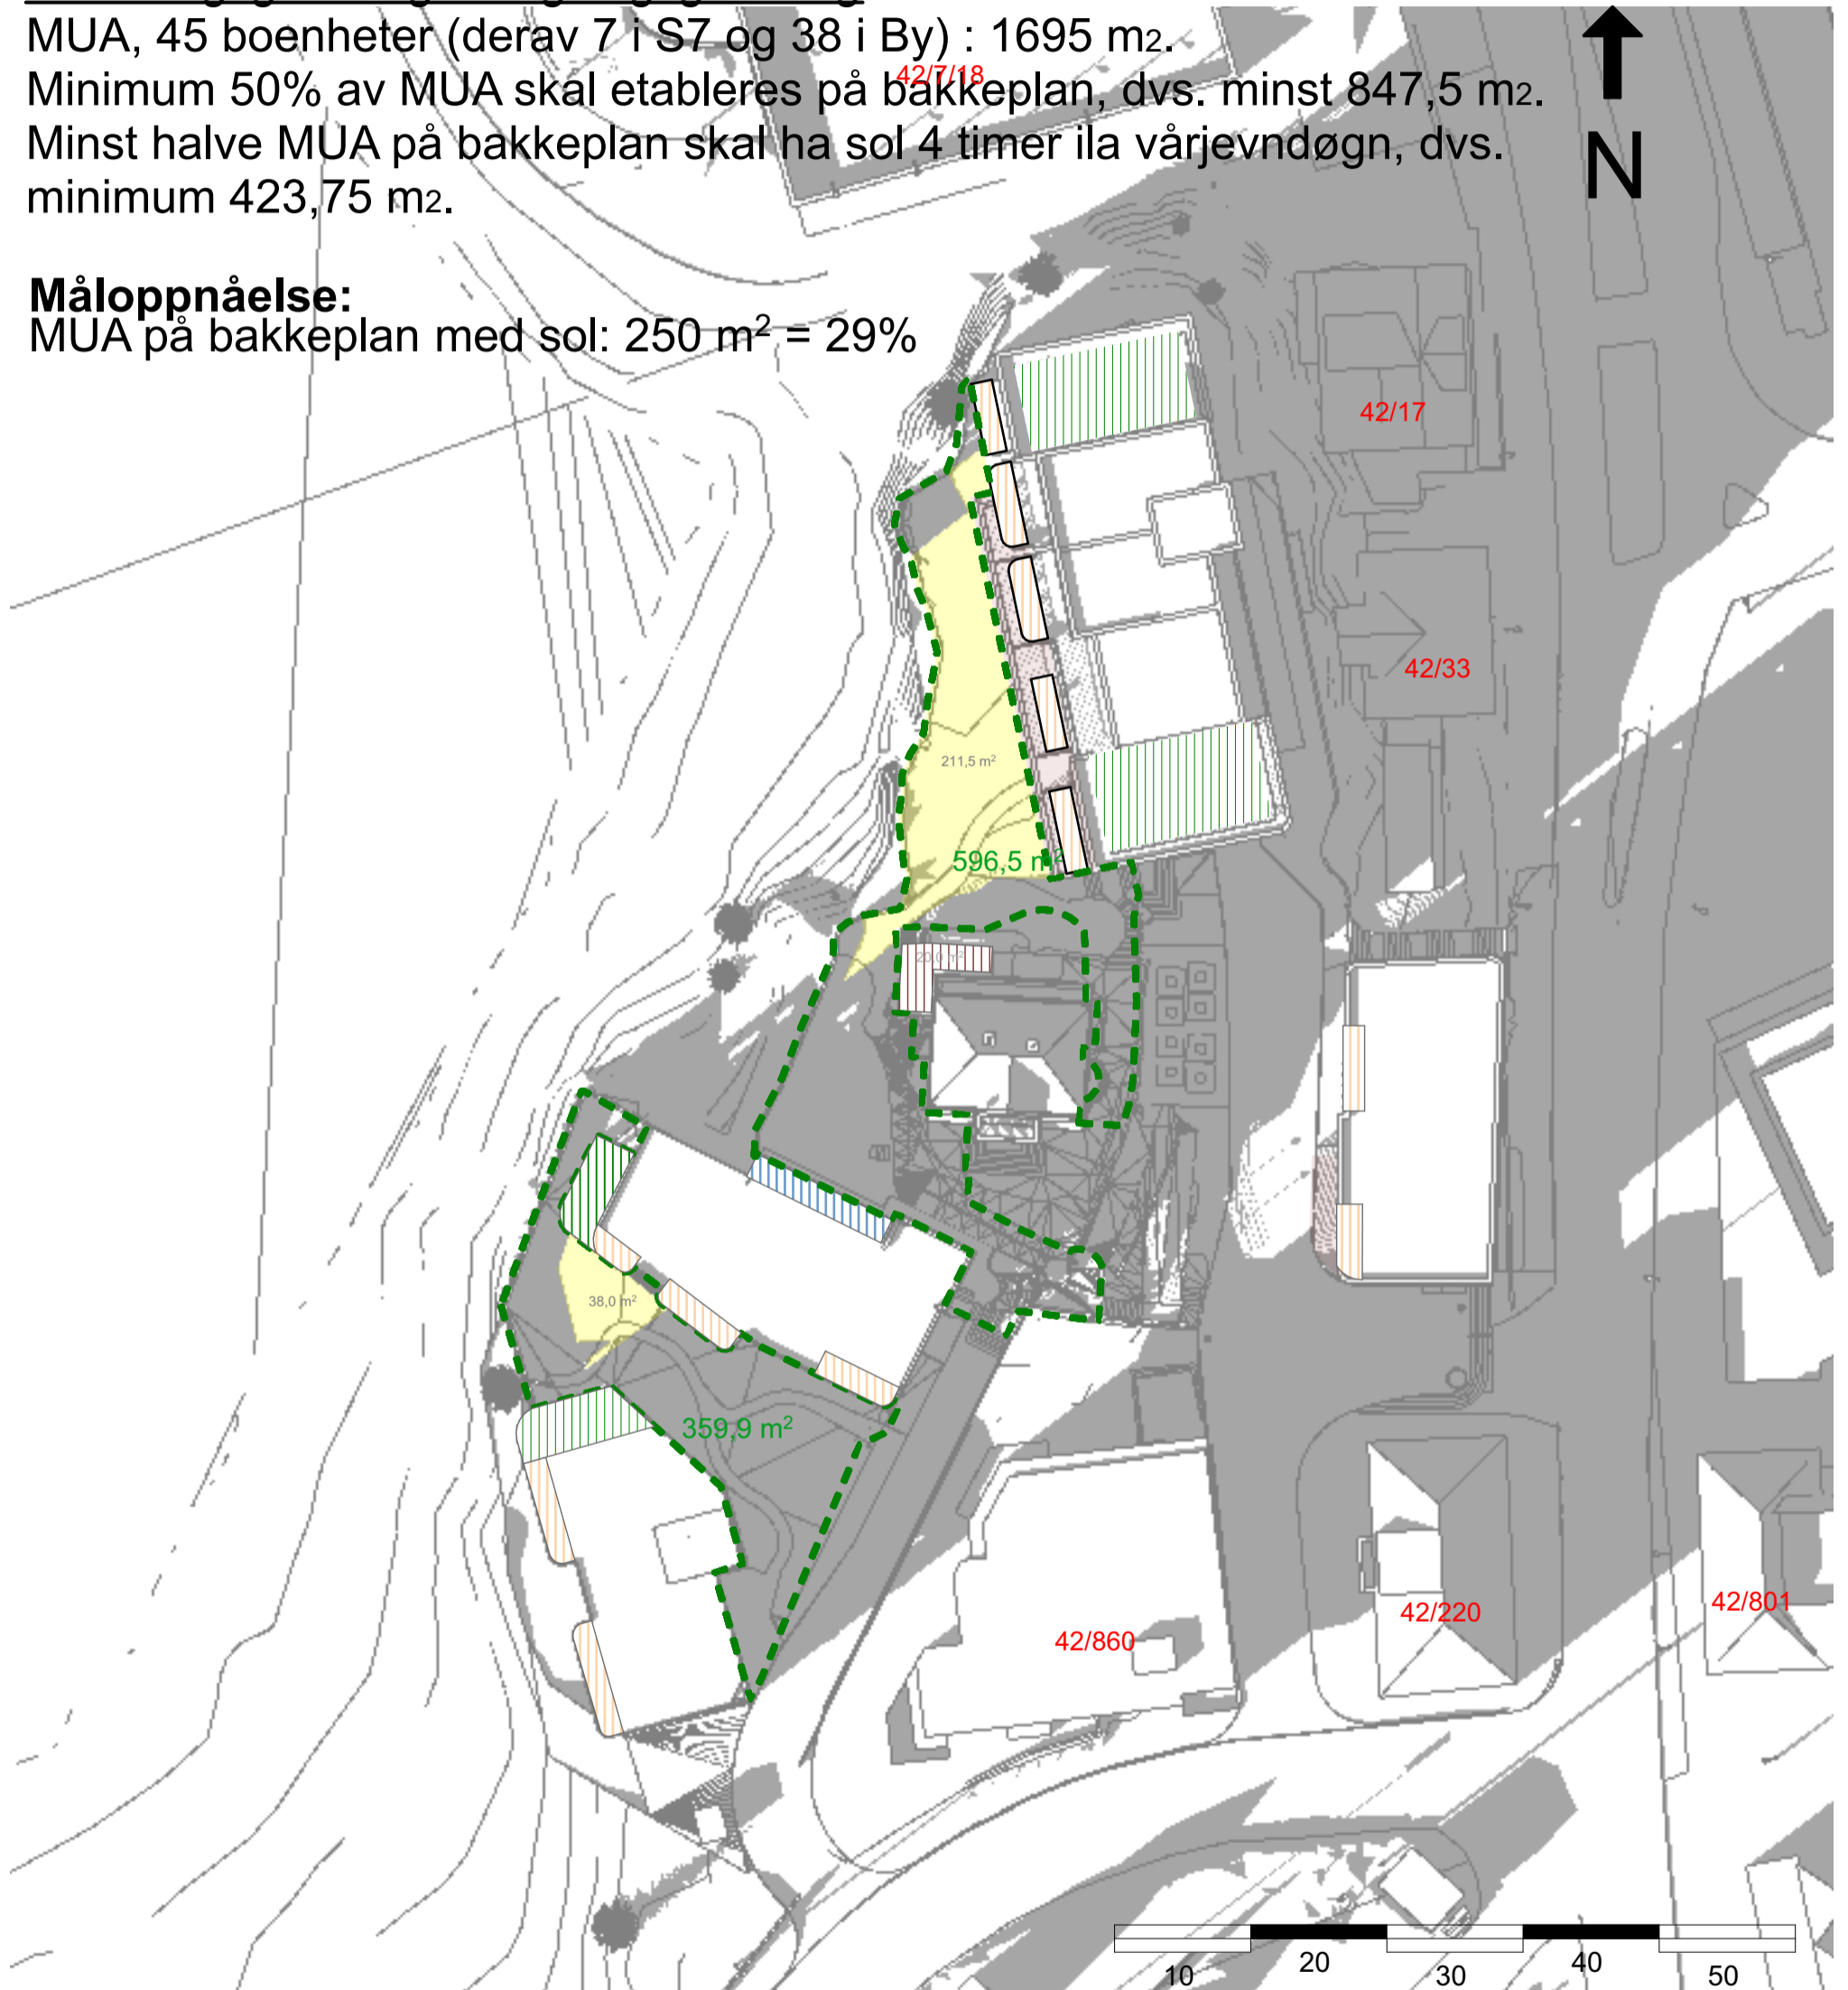 MUA, 45 boenheter (derav 7 i S7 og 38 i By) : 1695 m2.
Minimum 50% av MUA skal etableres på bakkeplan, dvs. minst 847,5 m2.
Minst halve MUA på bakkeplan skal ha sol 4 timer ila vårjevndøgn, dvs.
minimum 423,75 m2.
42/7/18
N
Måloppnåelse:
MUA på bakkeplan med sol: 250 m² = 29%
42/17
42/33
211,5 m²
596,5 m²
20,0 m²
38,0 m²
359,9 m²
42/860
42/220
42/801
10 20 30 40 50